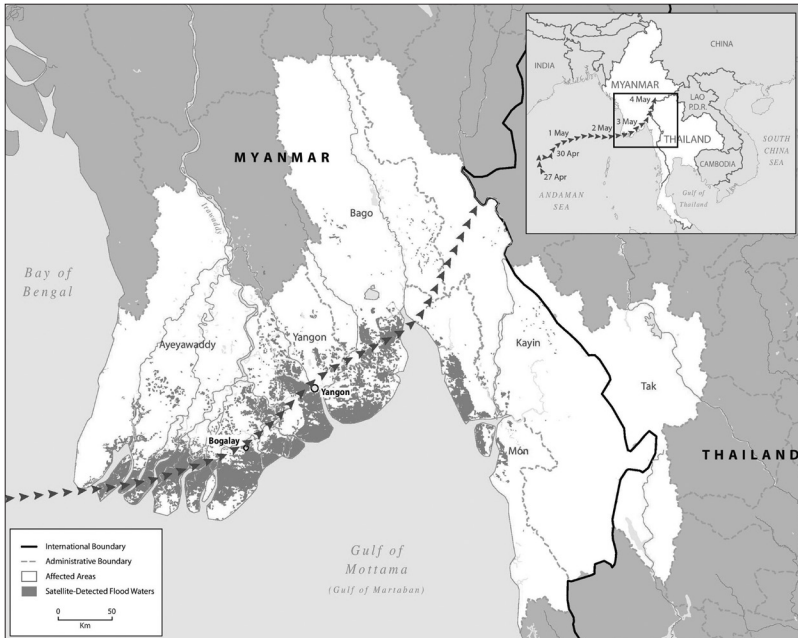 INDIA
CHINA
MYANMAR
LAO
P.D.R.
4 May
3 May
2 May
1 May
30 Apr
27 Apr
THAILAND
CAMBODIA
SOUTH
CHINA
SEA
ANDAMAN
SEA
Gulf of
Thailand
MYANMAR
Bago
Bay of
Bengal
Ayeyawaddy
Yangon
Yangon
Bogalay
Kayin
Tak
Món
THAILAND
Gulf of
Mottama
(Gulf of Martaban)
International Boundary
Administrative Boundary
Affected Areas
Satellite-Detected Flood Waters
0 50
Km